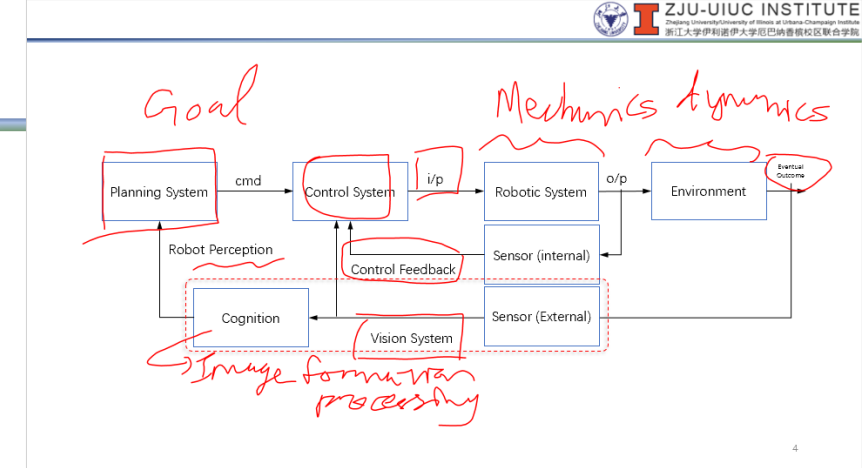 ZJU-UIUC INSTITUTE
Zhejiang University/University of Illinois at Urbana-Champaign Institute
浙江大学伊利诺伊大学厄巴纳香槟校区联合学院
Goal
Mechanics dynamics
Planning System
cmd
Control System
i/p
Robotic System
o/p
Environment
Eventual
Outcome
Robot Perception
Control Feedback
Sensor (internal)
Cognition
Sensor (External)
Vision System
Image formation
processing
4